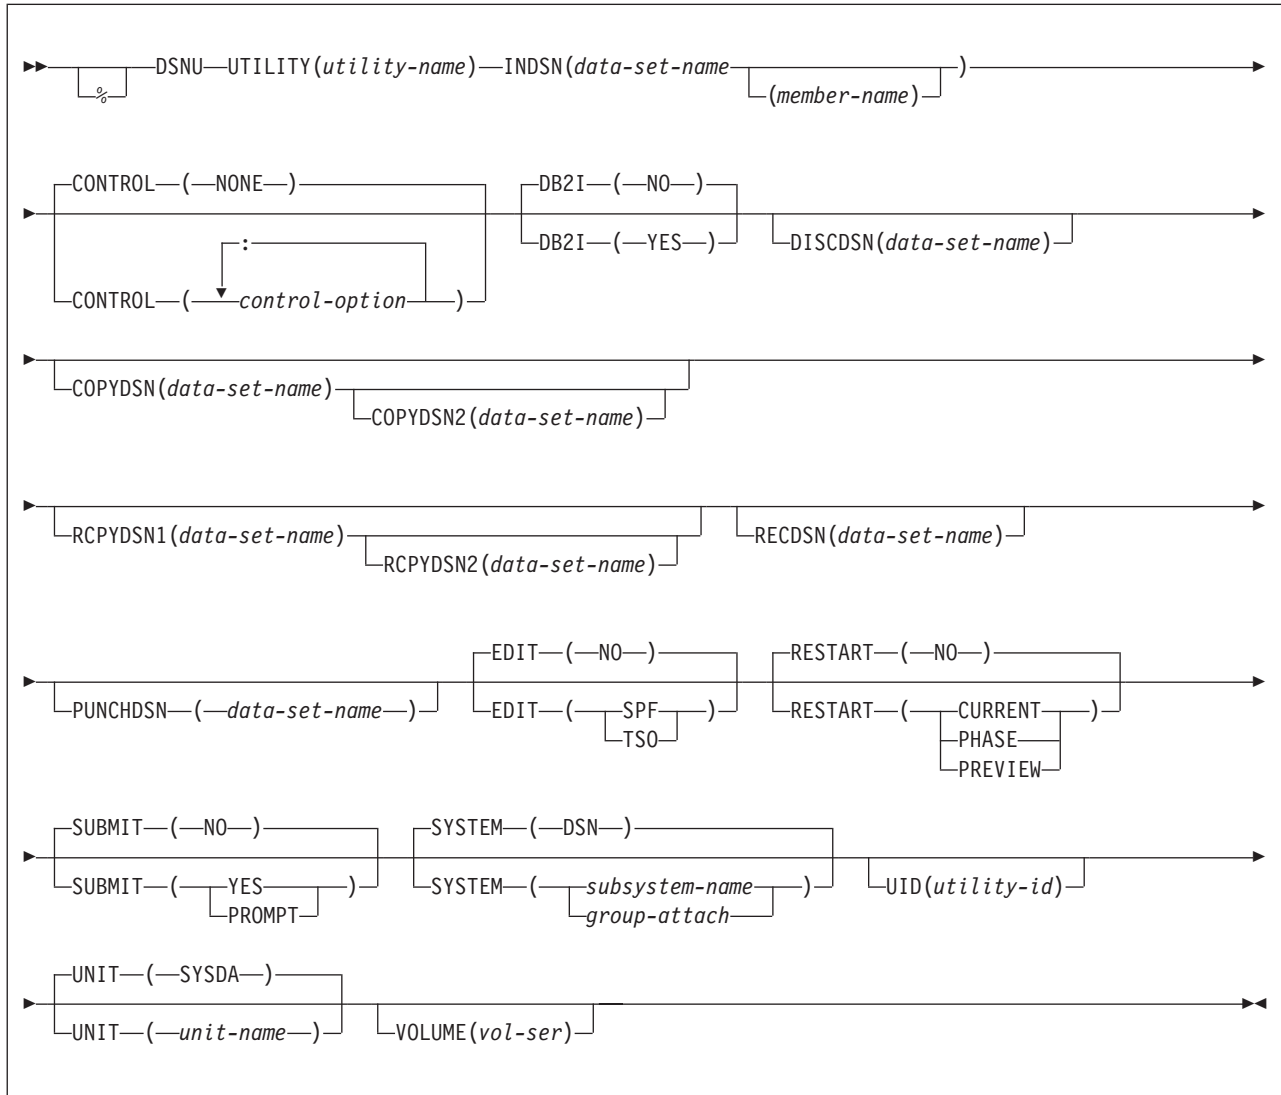 DSNU UTILITY(utility-name) INDSN(data-set-name )
% (member-name)
CONTROL ( NONE ) DB2I ( NO )
: DB2I ( YES ) DISCDSN(data-set-name)
CONTROL ( control-option )
COPYDSN(data-set-name)
COPYDSN2(data-set-name)
RCPYDSN1(data-set-name) RECDSN(data-set-name)
RCPYDSN2(data-set-name)
EDIT ( NO ) RESTART ( NO )
PUNCHDSN ( data-set-name ) EDIT ( SPF ) RESTART ( CURRENT )
TSO PHASE
PREVIEW
SUBMIT ( NO ) SYSTEM ( DSN )
SUBMIT ( YES ) SYSTEM ( subsystem-name ) UID(utility-id)
PROMPT group-attach
UNIT ( SYSDA )
UNIT ( unit-name ) VOLUME(vol-ser)